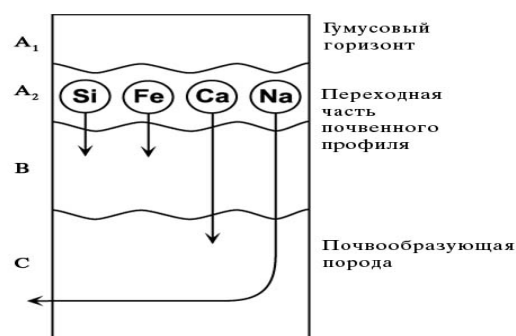 A₁
Гумусовый
горизонт
A₂
Si Fe Ca Na
Переходная
часть
почвенного
профиля
B
Почвообразующая
порода
C